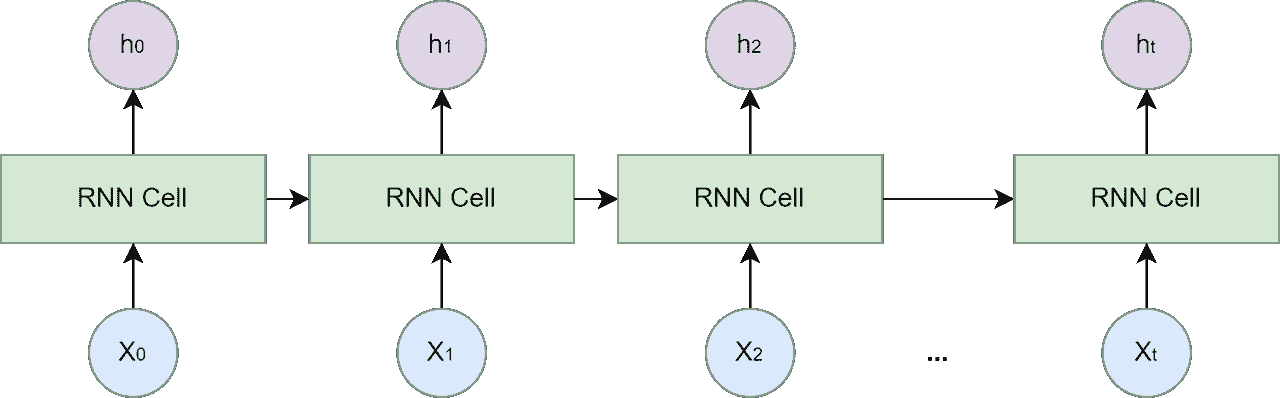 h0 h1 h2 ht
RNN Cell RNN Cell RNN Cell RNN Cell
X0 X1 X2 ... Xt